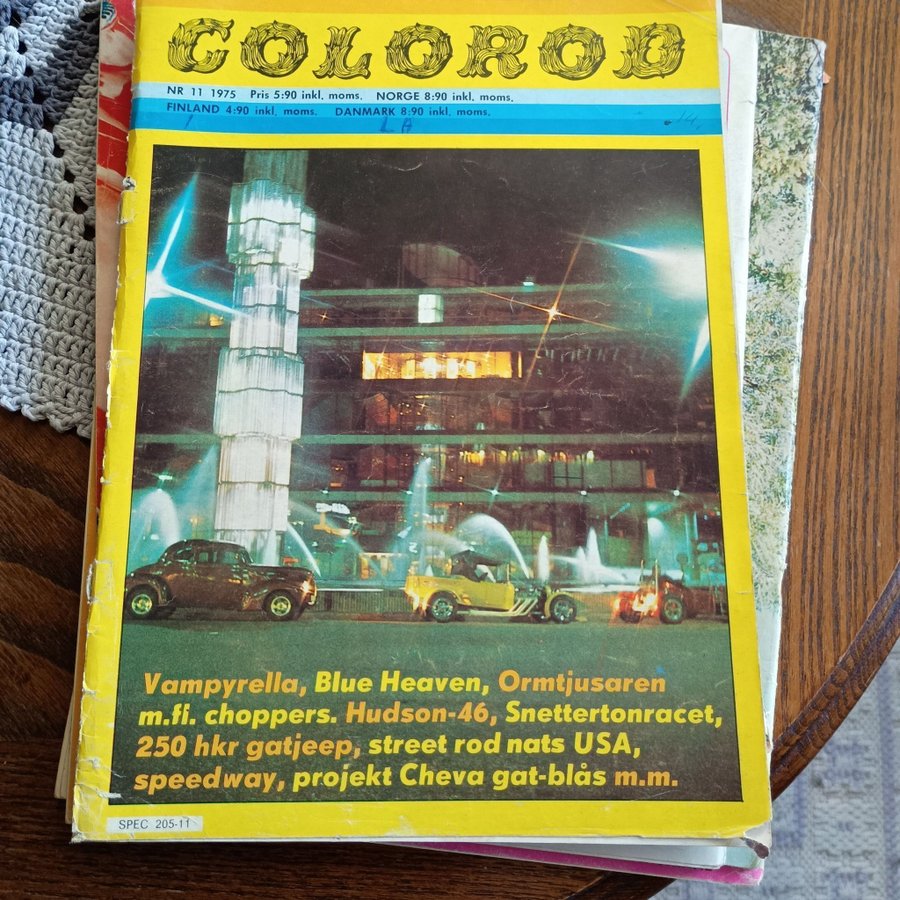 COLOROD
NR 11 1975 Pris 5:90 inkl. moms. NORGE 8:90 inkl. moms.
FINLAND 4:90 inkl. moms. DANMARK 8:90 inkl. moms.
Vampyrella, Blue Heaven, Ormtjusaren
m.fl. choppers. Hudson-46, Snettertonracet,
250 hkr gatjeep, street rod nats USA,
speedway, projekt Cheva gat-blås m.m.
SPEC 205-11